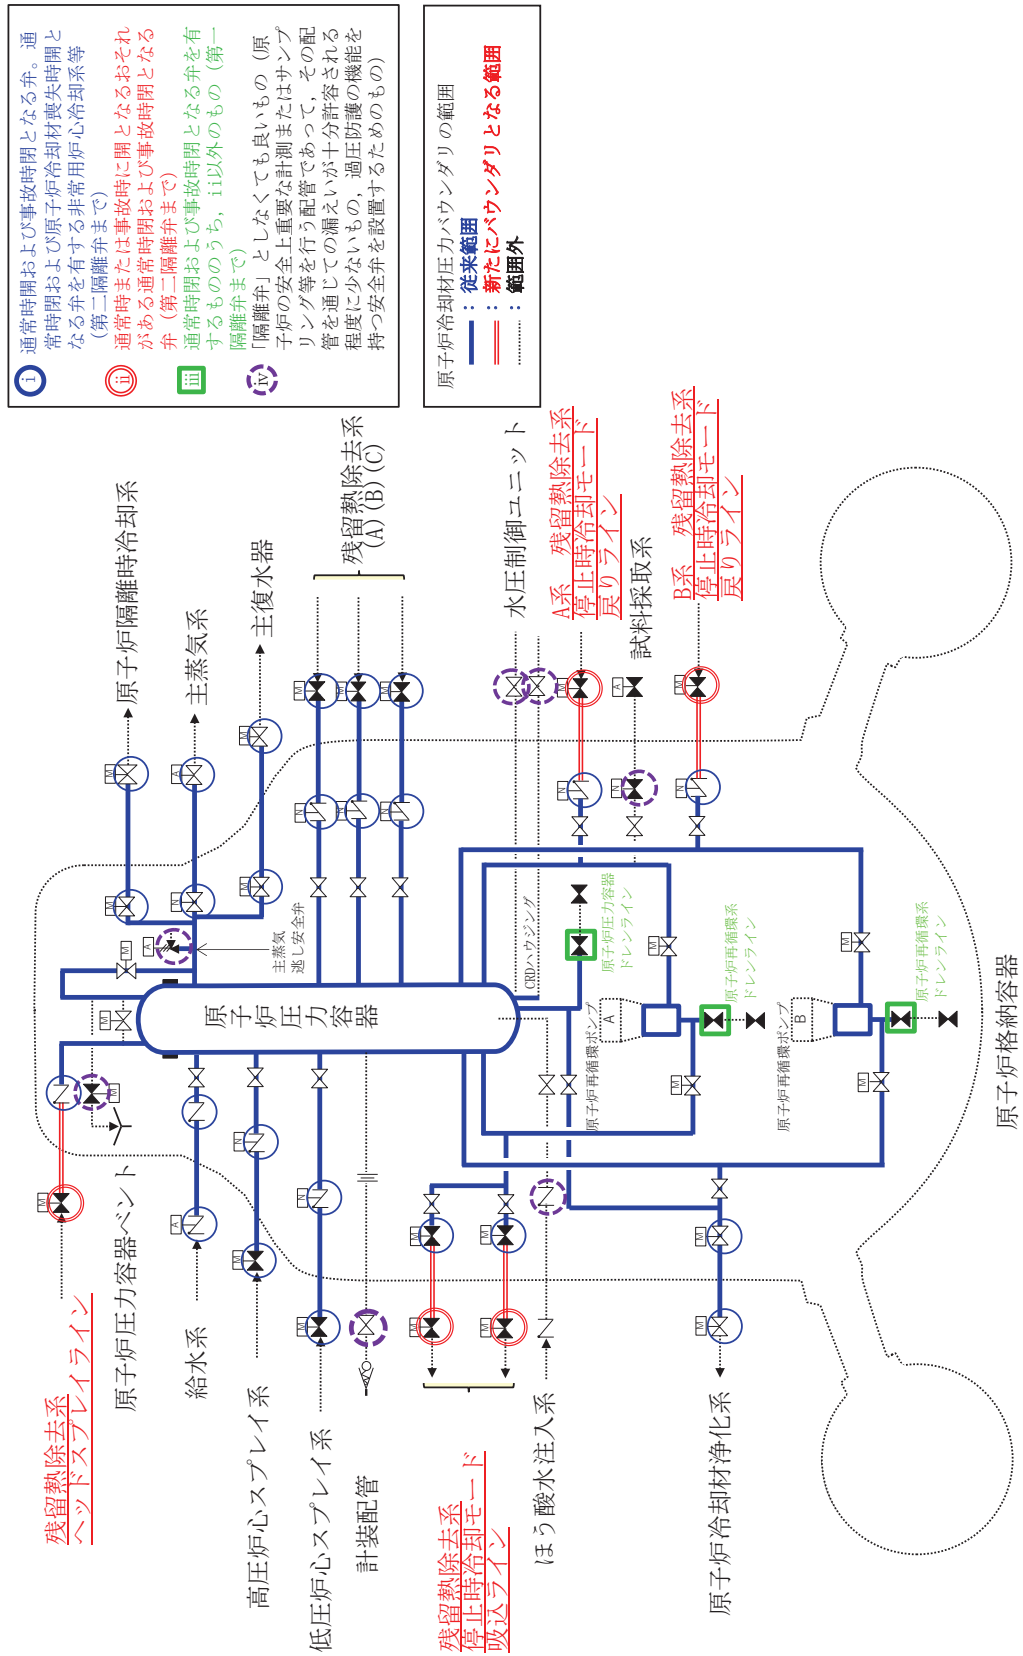 i
通常時開および事故時閉となる弁。通
常時閉および原子炉冷却材喪失時開と
なる弁を有する非常用炉心冷却系等
（第二隔離弁まで）
ii
通常時または事故時に開となるおそれ
がある通常時閉および事故時閉となる
弁（第二隔離弁まで）
iii
通常時閉および事故時閉となる弁を有
するもののうち，ii以外のもの（第一
隔離弁まで）
iv
「隔離弁」としなくても良いもの（原
子炉の安全上重要な計測またはサンプ
リング等を行う配管であって，その配
管を通じての漏えいが十分許容される
程度に少ないもの，過圧防護の機能を
持つ安全弁を設置するためのもの）
原子炉冷却材圧力バウンダリの範囲
：従来範囲
：新たにバウンダリとなる範囲
：範囲外
原子炉隔離時冷却系
主蒸気系
主復水器
残留熱除去系
(A)(B)(C)
水圧制御ユニット
A系　残留熱除去系
停止時冷却モード
戻りライン
試料採取系
B系　残留熱除去系
停止時冷却モード
戻りライン
主蒸気
逃し安全弁
CRDハウジング
原子炉圧力容器
原子炉圧力容器
ドレンライン
原子炉再循環ポンプ
A
原子炉再循環系
ドレンライン
原子炉再循環ポンプ
B
原子炉再循環系
ドレンライン
原子炉格納容器
残留熱除去系
ヘッドスプレイライン
原子炉圧力容器ベント
給水系
高圧炉心スプレイ系
低圧炉心スプレイ系
計装配管
残留熱除去系
停止時冷却モード
吸込ライン
ほう酸水注入系
原子炉冷却材浄化系